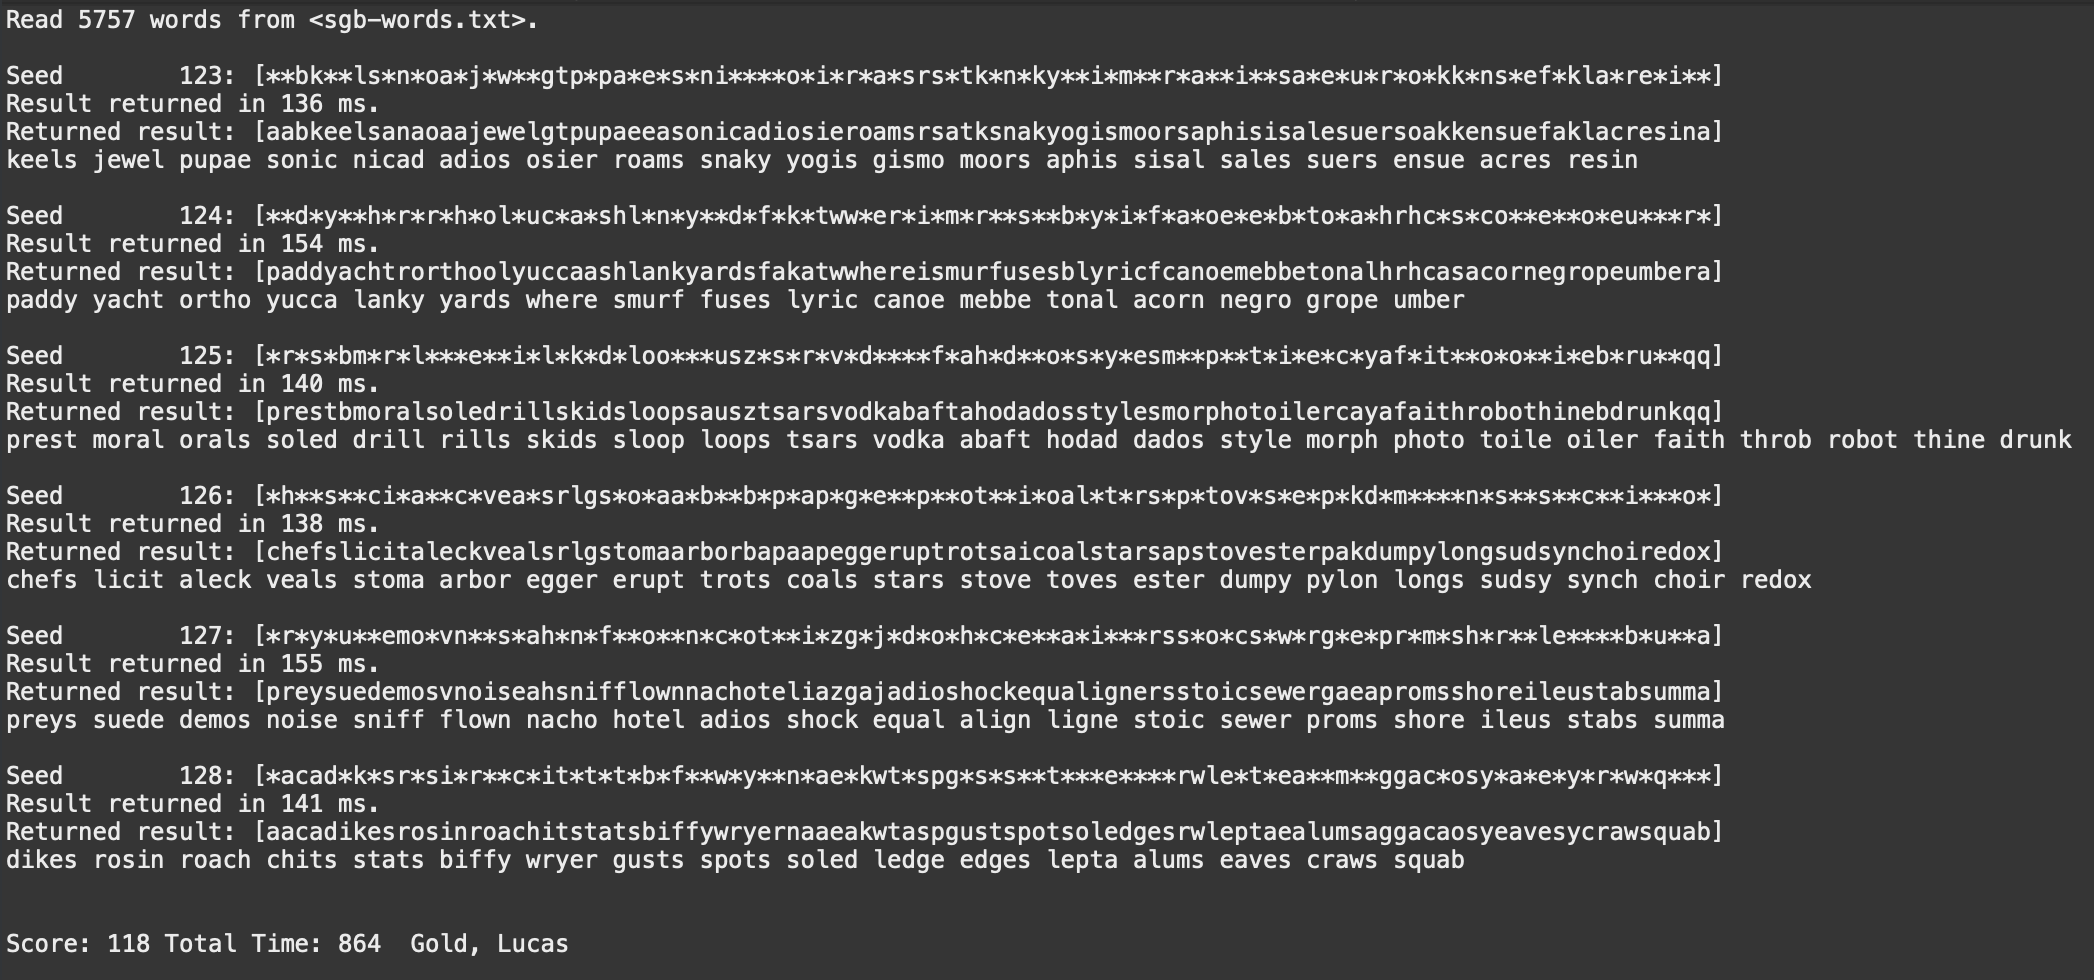 Read 5757 words from <sgb-words.txt>.
Seed 123: [**bk**ls*n*oa*j*w**gtp*pa*e*s*ni****o*i*r*a*srs*tk*n*ky**i*m**r*a**i**sa*e*u*r*o*kk*ns*ef*kla*re*i**]
Result returned in 136 ms.
Returned result: [aabkeelsanaoaajewelgtpupaeeasonicadiosieroamsrsatksnakyogismoorsaphisisalesuersoakkensuefaklacresina]
keels jewel pupae sonic nicad adios osier roams snaky yogis gismo moors aphis sisal sales suers ensue acres resin
Seed 124: [**d*y**h*r*r*h*ol*uc*a*shl*n*y**d*f*k*tww*er*i*m*r**s**b*y*i*f*a*oe*e*b*to*a*hrhc*s*co**e**o*eu***r*]
Result returned in 154 ms.
Returned result: [paddyachtrorthoolyuccaashlankyardsfakatwwhereismurfusesblyricfcanoemebbetonalhrhcasacornegropeumbera]
paddy yacht ortho yucca lanky yards where smurf fuses lyric canoe mebbe tonal acorn negro grope umber
Seed 125: [*r*s*bm*r*l***e**i*l*k*d*loo***usz*s*r*v*d****f*ah*d**o*s*y*esm**p**t*i*e*c*yaf*it**o*o**i*eb*ru**qq]
Result returned in 140 ms.
Returned result: [prestbmoralsoledrillskidsloopsausztsarsvodkabaftahodadosstylesmorphotoilercayafaithrobothinebdrunkqq]
prest moral orals soled drill rills skids sloop loops tsars vodka abaft hodad dados style morph photo toile oiler faith throb robot thine drunk
Seed 126: [*h**s**ci*a**c*vea*srlgs*o*aa*b**b*p*ap*g*e**p**ot**i*oal*t*rs*p*tov*s*e*p*kd*m****n*s**s**c**i***o*]
Result returned in 138 ms.
Returned result: [chefslicitaleckvealsrlgstomaarborbapaapeggeruptrotsaicoalstarsapstovesterpakdumpylongsudsynchoiredox]
chefs licit aleck veals stoma arbor egger erupt trots coals stars stove toves ester dumpy pylon longs sudsy synch choir redox
Seed 127: [*r*y*u**emo*vn**s*ah*n*f**o**n*c*ot**i*zg*j*d*o*h*c*e**a*i***rss*o*cs*w*rg*e*pr*m*sh*r**le****b*u**a]
Result returned in 155 ms.
Returned result: [preysuedemosvnoiseahsnifflownnachoteliazgajadioshockequalignersstoicsewergaeapromsshoreileustabsumma]
preys suede demos noise sniff flown nacho hotel adios shock equal align ligne stoic sewer proms shore ileus stabs summa
Seed 128: [*acad*k*sr*si*r**c*it*t*t*b*f**w*y**n*ae*kwt*spg*s*s**t***e****rwle*t*ea**m**ggac*osy*a*e*y*r*w*q***]
Result returned in 141 ms.
Returned result: [aacadikesrosinroachitstatsbiffywryernaaeakwtaspgustspotsoledgesrwleptaealumsaggacaosyeavesycrawsquab]
dikes rosin roach chits stats biffy wryer gusts spots soled ledge edges lepta alums eaves craws squab
Score: 118 Total Time: 864 Gold, Lucas